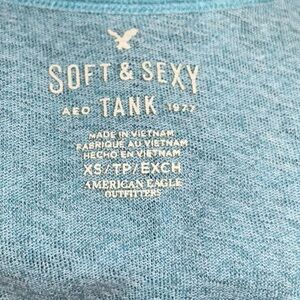 SOFT & SEXY
AEO TANK 1977
MADE IN VIETNAM
FABRIQUE AU VIETNAM
HECHO EN VIETNAM
XS/TP/EXCH
AMERICAN EAGLE
OUTFITTERS